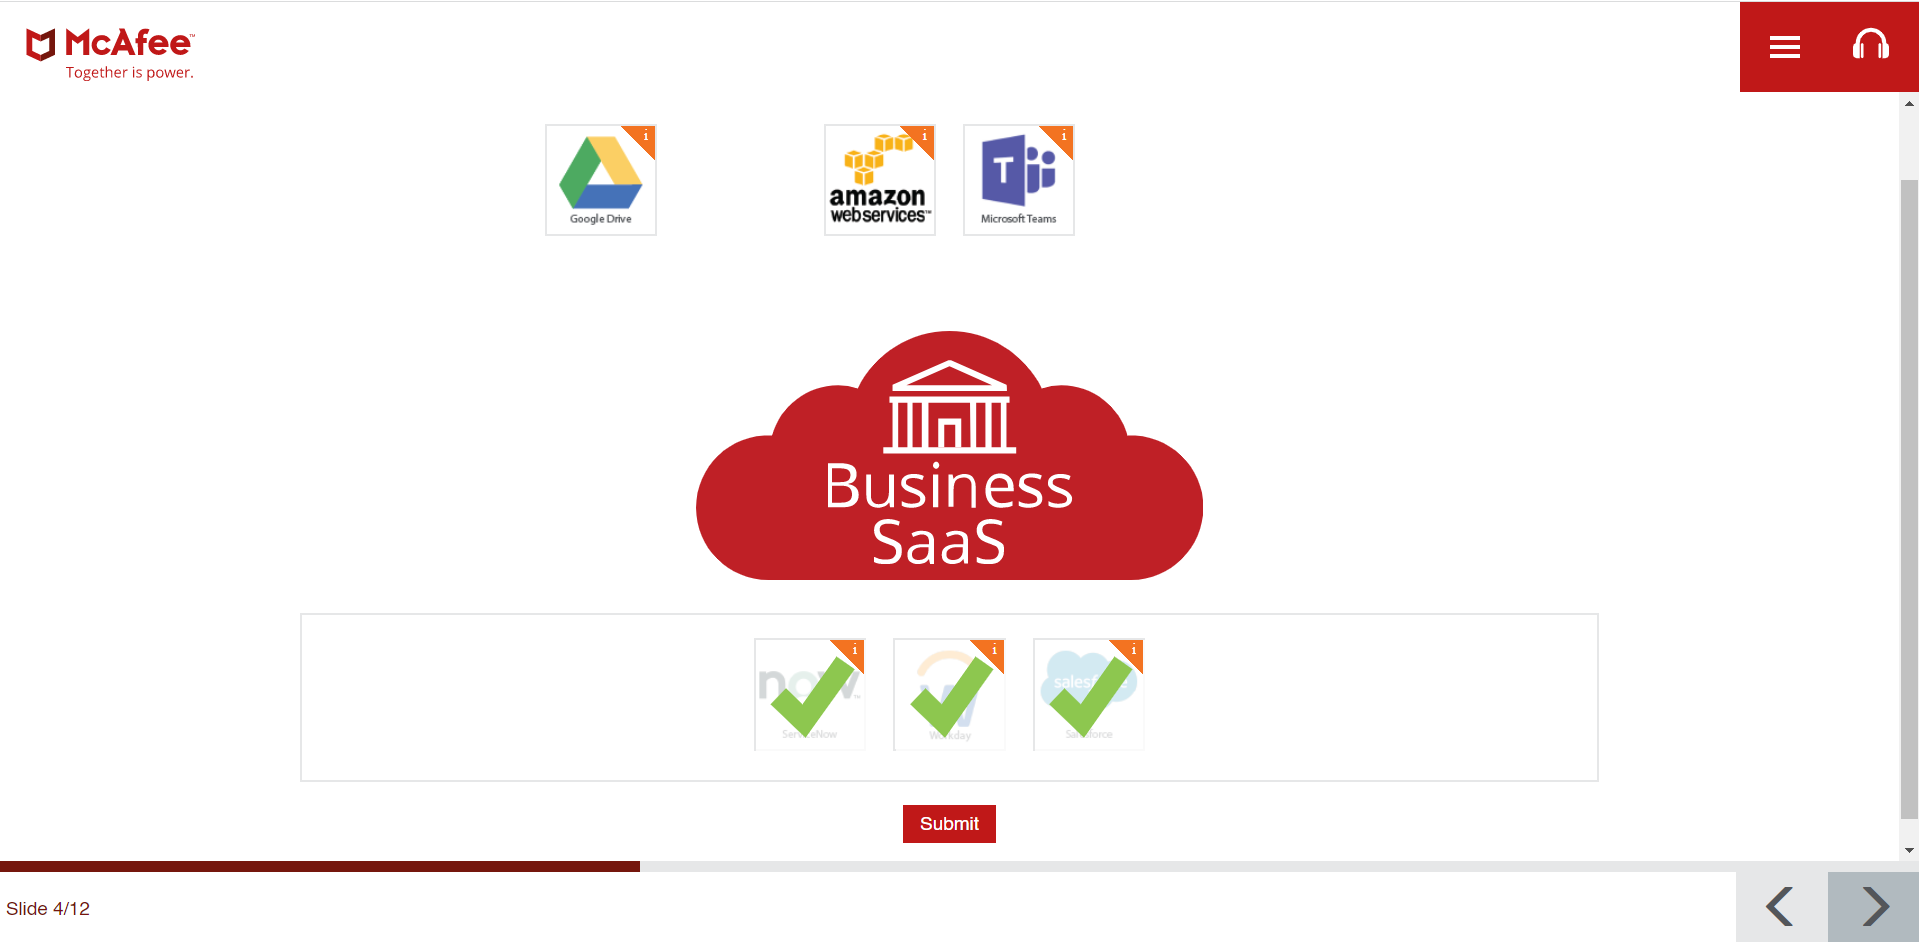 McAfee™
Together is power.
i
i
i
Google Drive
amazon
webservices™
T
Microsoft Teams
Business
SaaS
i
i
i
now™
ServiceNow
W
Workday
salesforce
Salesforce
Submit
Slide 4/12